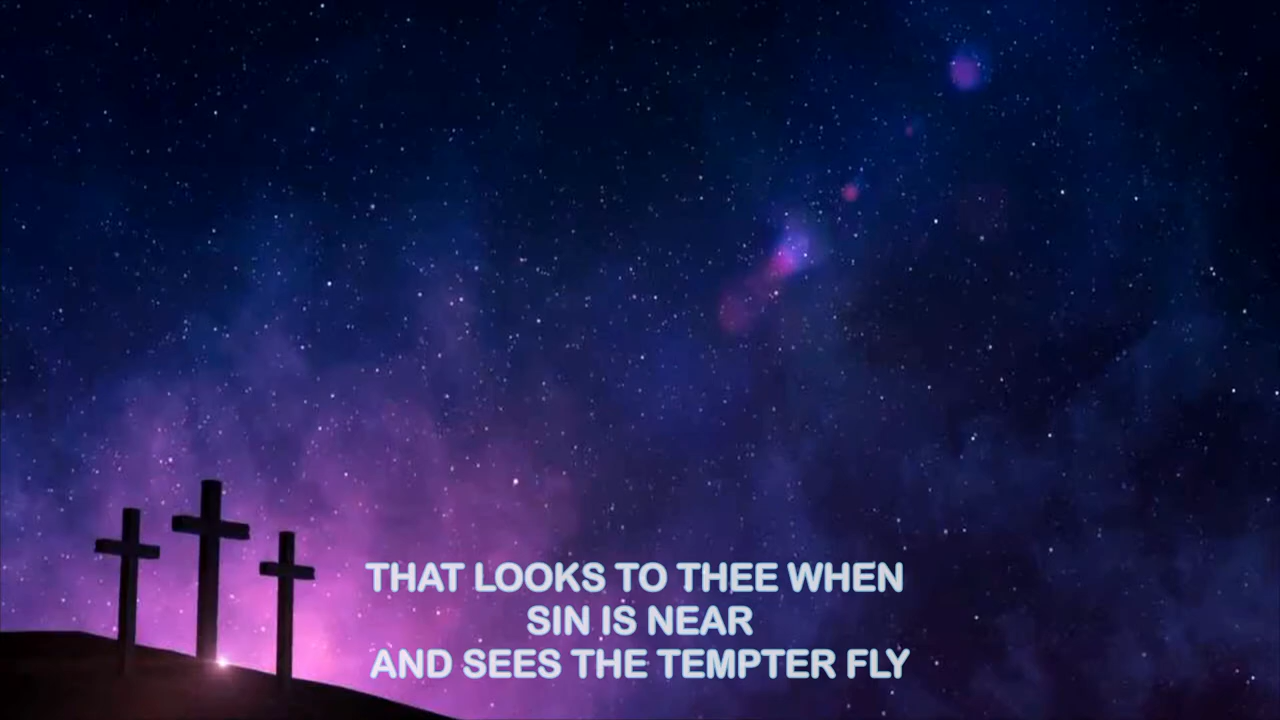 THAT LOOKS TO THEE WHEN
SIN IS NEAR
AND SEES THE TEMPTER FLY